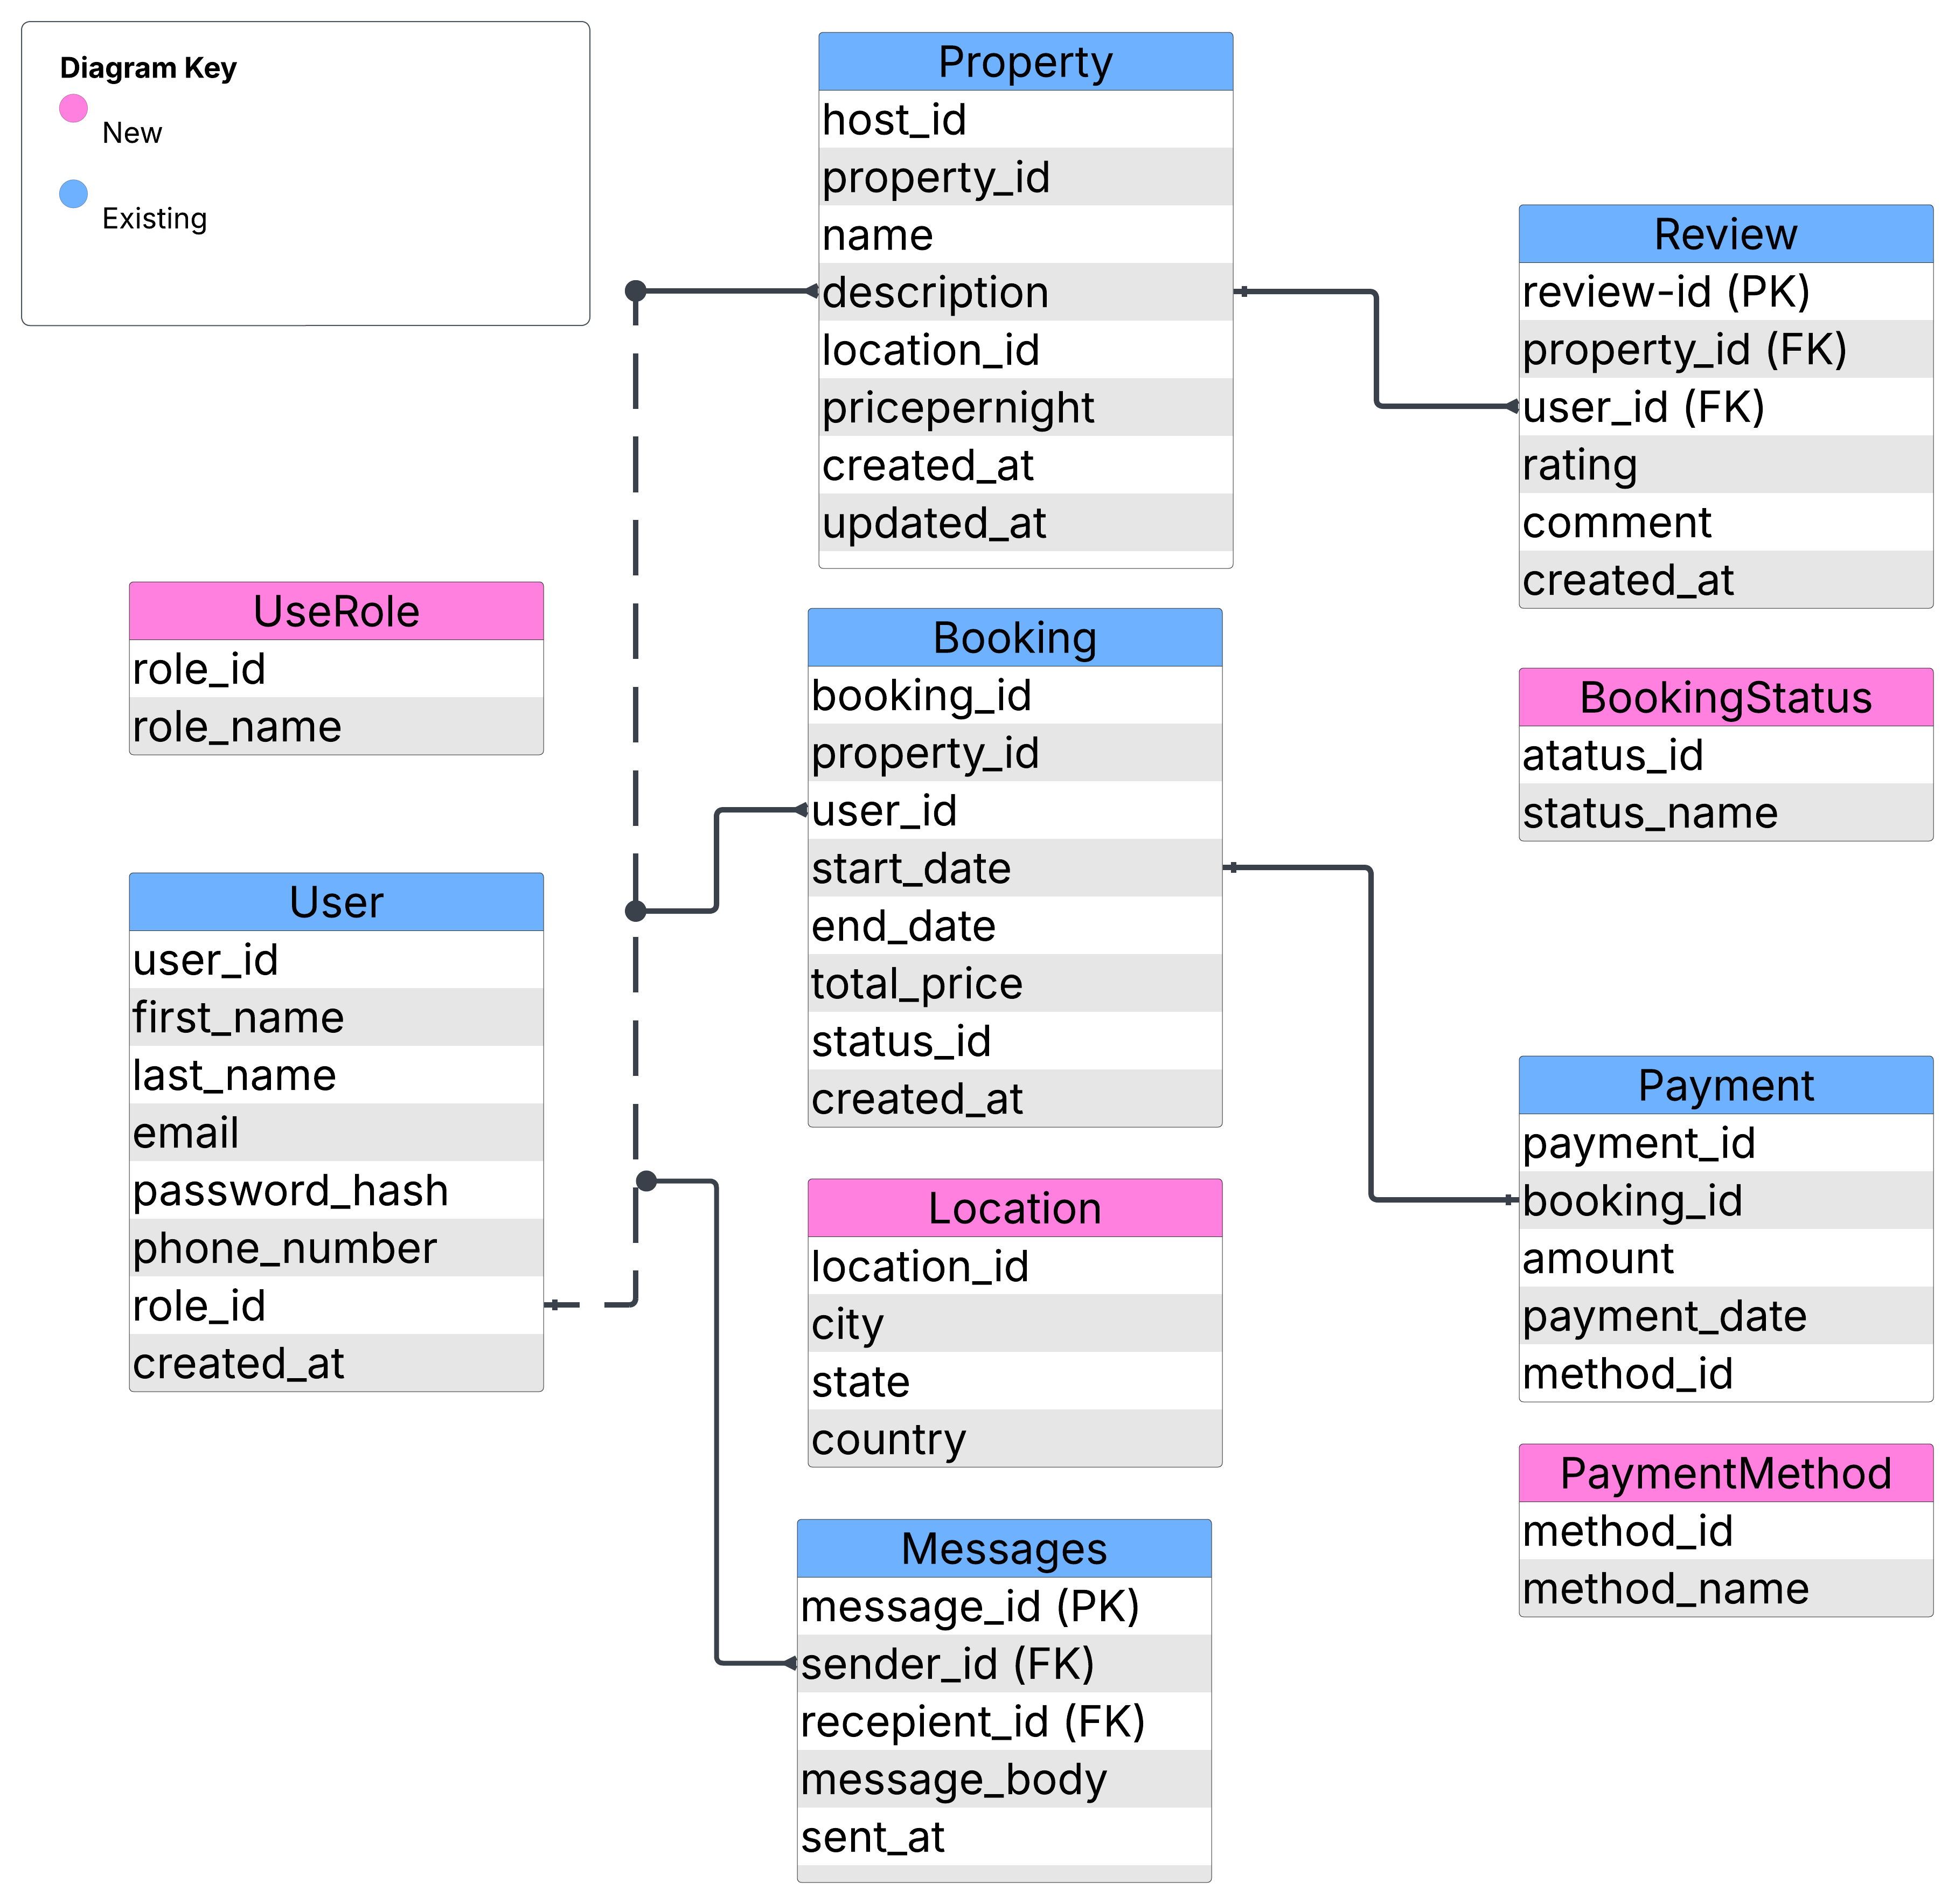 Diagram Key
New
Existing
Property
host_id
property_id
name
description
location_id
pricepernight
created_at
updated_at
Review
review-id (PK)
property_id (FK)
user_id (FK)
rating
comment
created_at
UseRole
role_id
role_name
Booking
booking_id
property_id
user_id
start_date
end_date
total_price
status_id
created_at
BookingStatus
atatus_id
status_name
User
user_id
first_name
last_name
email
password_hash
phone_number
role_id
created_at
Location
location_id
city
state
country
Payment
payment_id
booking_id
amount
payment_date
method_id
PaymentMethod
method_id
method_name
Messages
message_id (PK)
sender_id (FK)
recepient_id (FK)
message_body
sent_at